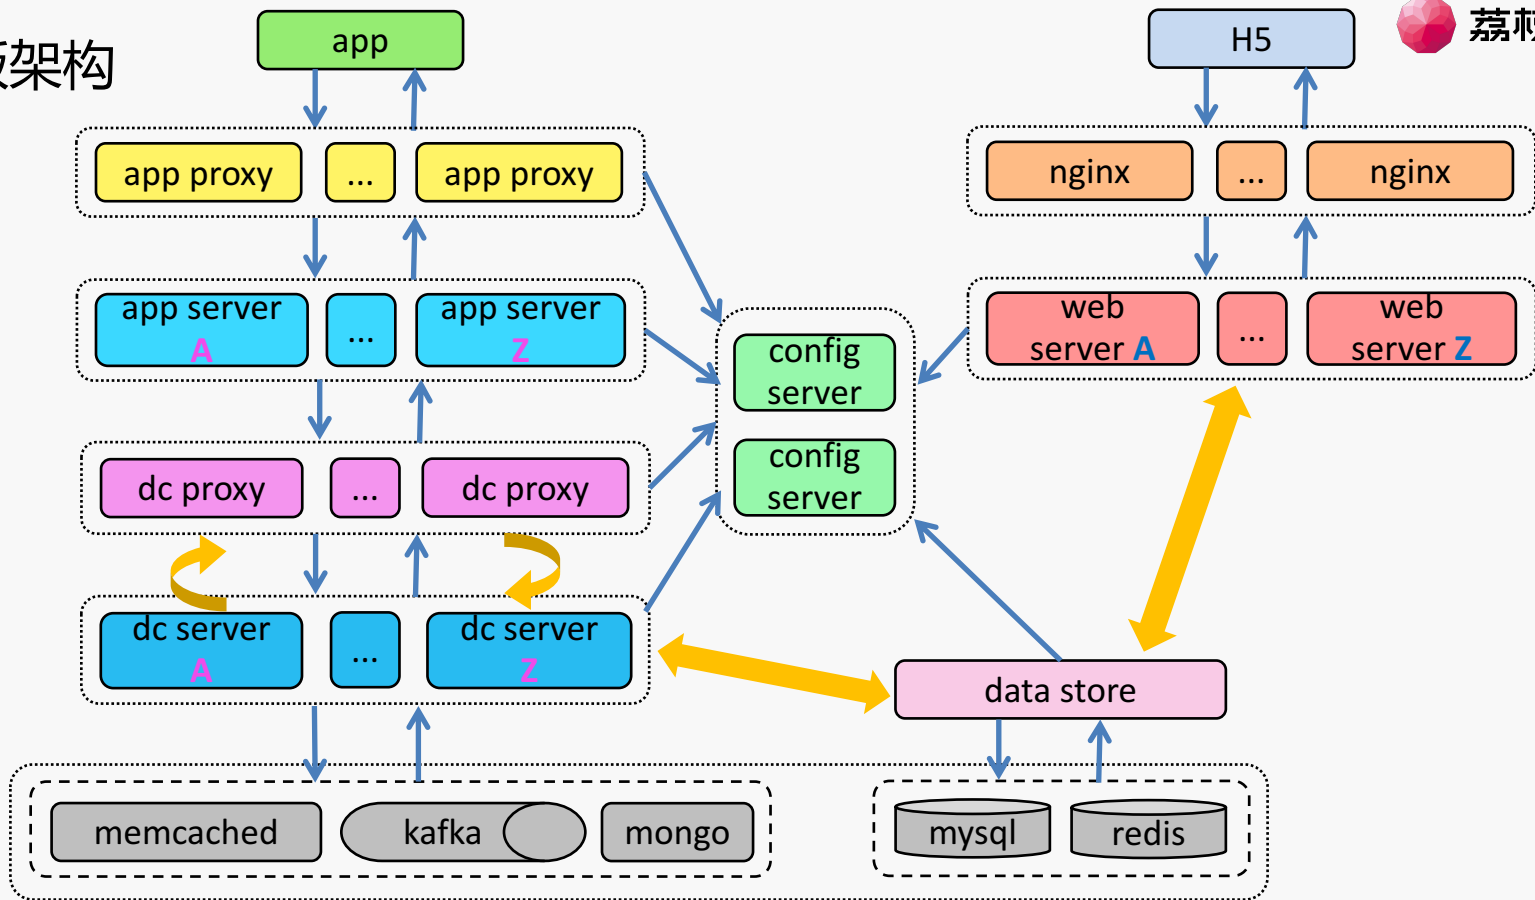 架构
荔枝
app
H5
app proxy
...
app proxy
nginx
...
nginx
app server
A
...
app server
Z
web
server A
...
web
server Z
config
server
config
server
dc proxy
...
dc proxy
dc server
A
...
dc server
Z
data store
memcached
kafka
mongo
mysql
redis